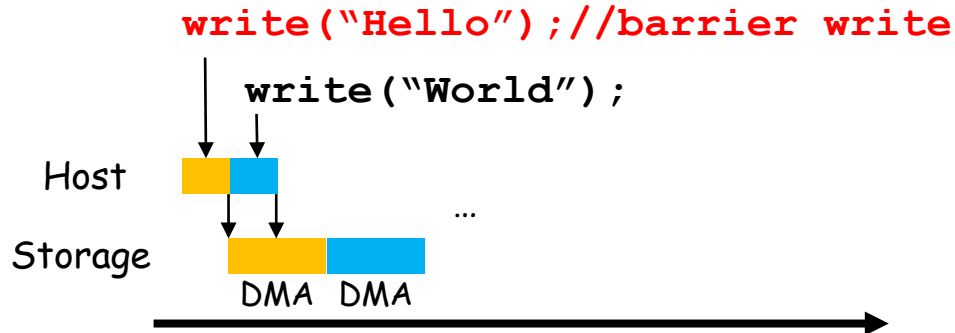 write(“Hello”);//barrier write
write(“World”);
Host
…
Storage
DMA DMA